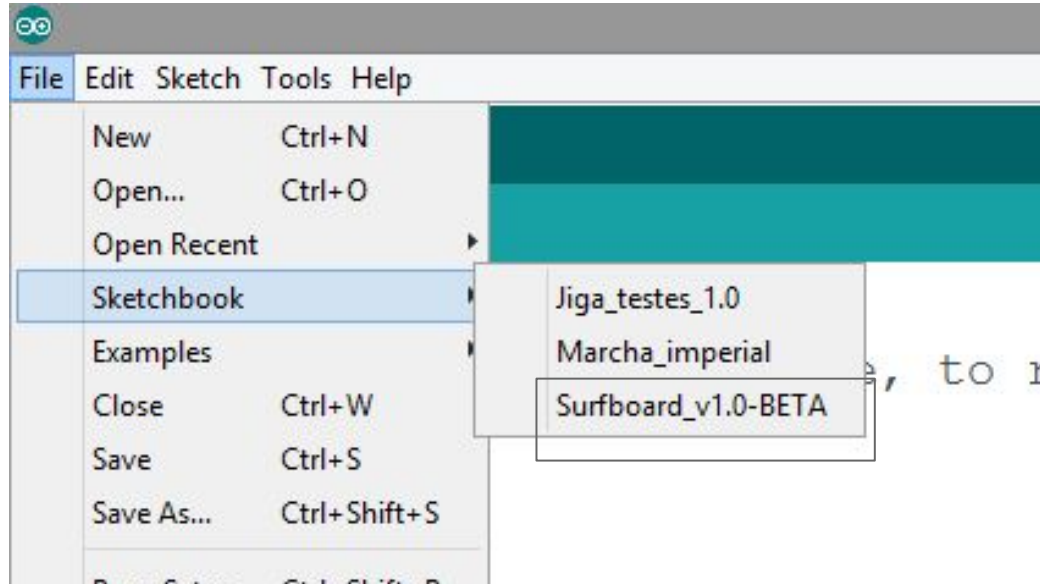 File Edit Sketch Tools Help
New Ctrl+N
Open... Ctrl+O
Open Recent
Sketchbook
Jiga_testes_1.0
Examples
Marcha_imperial
, to
Close Ctrl+W
Surfboard_v1.0-BETA
Save Ctrl+S
Save As... Ctrl+Shift+S